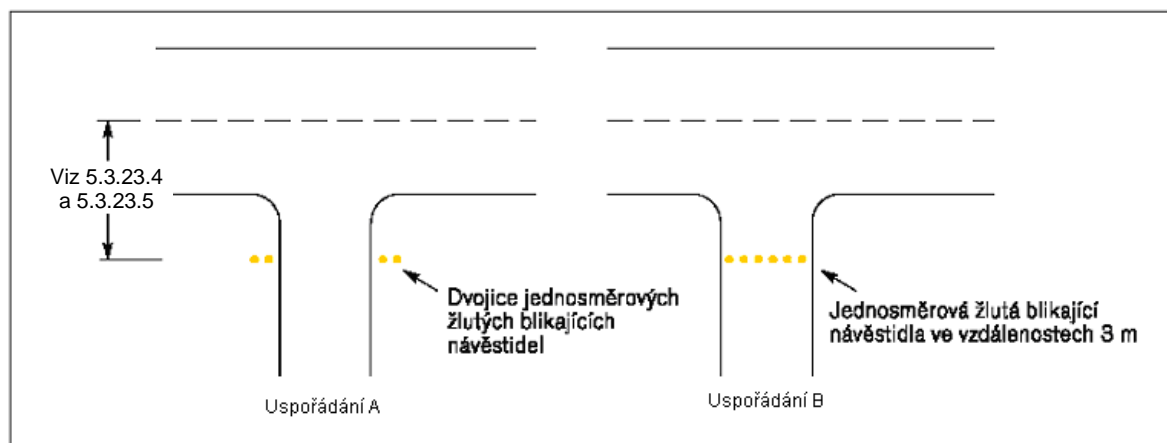 Viz 5.3.23.4
a 5.3.23.5
Dvojice jednosměrových
žlutých blikajících
návěstidel
Uspořádání A
Jednosměrová žlutá blikající
návěstidla ve vzdálenostech 3 m
Uspořádání B